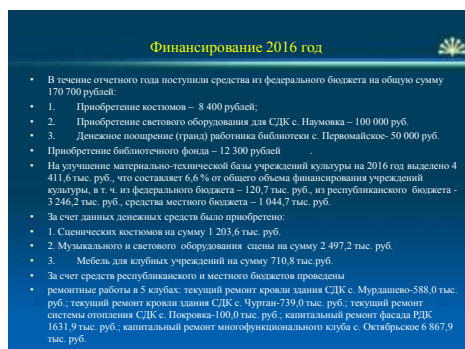 Финансирование 2016 год
• В течение отчетного года поступили средства из федерального бюджета на общую сумму
170 700 рублей:
• 1. Приобретение костюмов – 8 400 рублей;
• 2. Приобретение светового оборудования для СДК с. Наумовка – 100 000 руб.
• 3. Денежное поощрение (гранд) работника библиотеки с. Первомайское- 50 000 руб.
• Приобретение библиотечного фонда – 12 300 рублей .
• На улучшение материально-технической базы учреждений культуры на 2016 год выделено 4
411,6 тыс. руб., что составляет 6,6 % от общего объема финансирования учреждений
культуры, в т. ч. из федерального бюджета – 120,7 тыс. руб., из республиканского бюджета -
3 246,2 тыс. руб., средства местного бюджета – 1 044,7 тыс. руб.
• За счет данных денежных средств было приобретено:
• 1. Сценических костюмов на сумму 1 203,6 тыс. руб.
• 2. Музыкального и светового оборудования сцены на сумму 2 497,2 тыс. руб.
• 3. Мебель для клубных учреждений на сумму 710,8 тыс.руб.
• За счет средств республиканского и местного бюджетов проведены
• ремонтные работы в 5 клубах: текущий ремонт кровли здания СДК с. Мурдашево-588,0 тыс.
руб.; текущий ремонт кровли здания СДК с. Чуртан-739,0 тыс. руб.; текущий ремонт
системы отопления СДК с. Покровка-100,0 тыс. руб.; капитальный ремонт фасада РДК
1631,9 тыс. руб.; капитальный ремонт многофункционального клуба с. Октябрьское 6 867,9
тыс. руб.